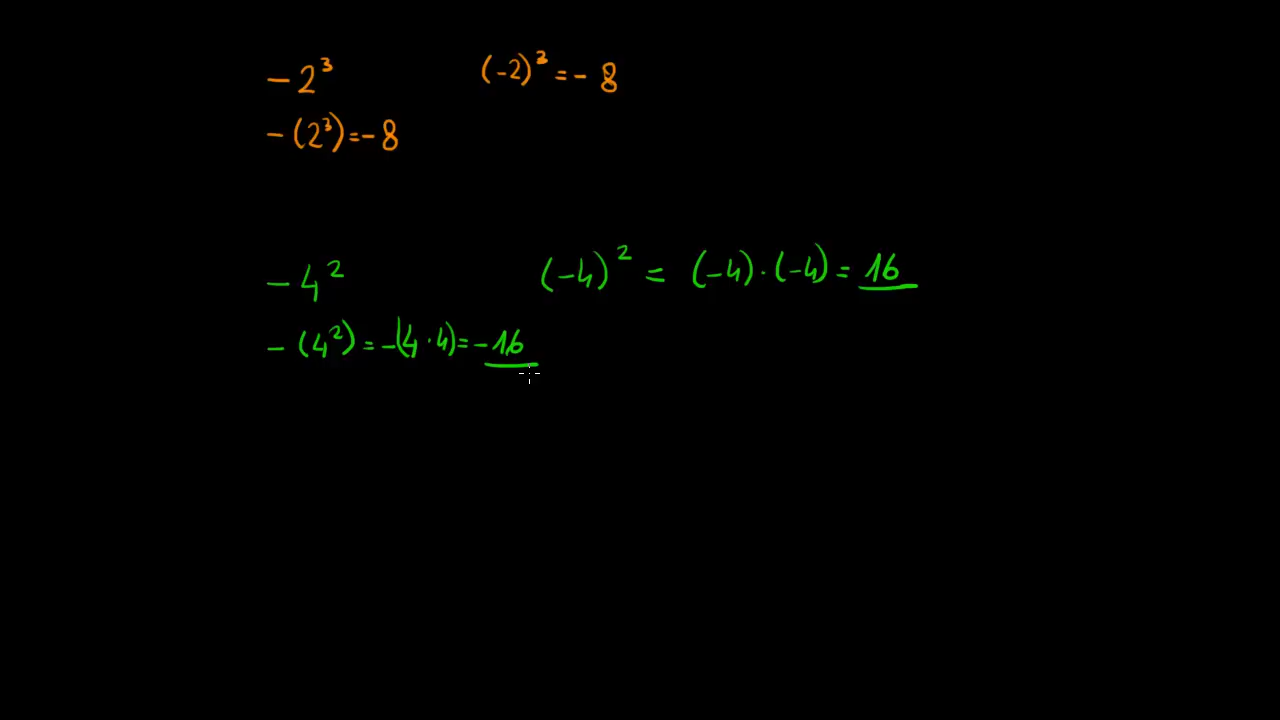 -2³ (-2)³ = -8
-(2³) = -8
-4² (-4)² = (-4)·(-4) = 16
-(4²) = -(4·4) = -16